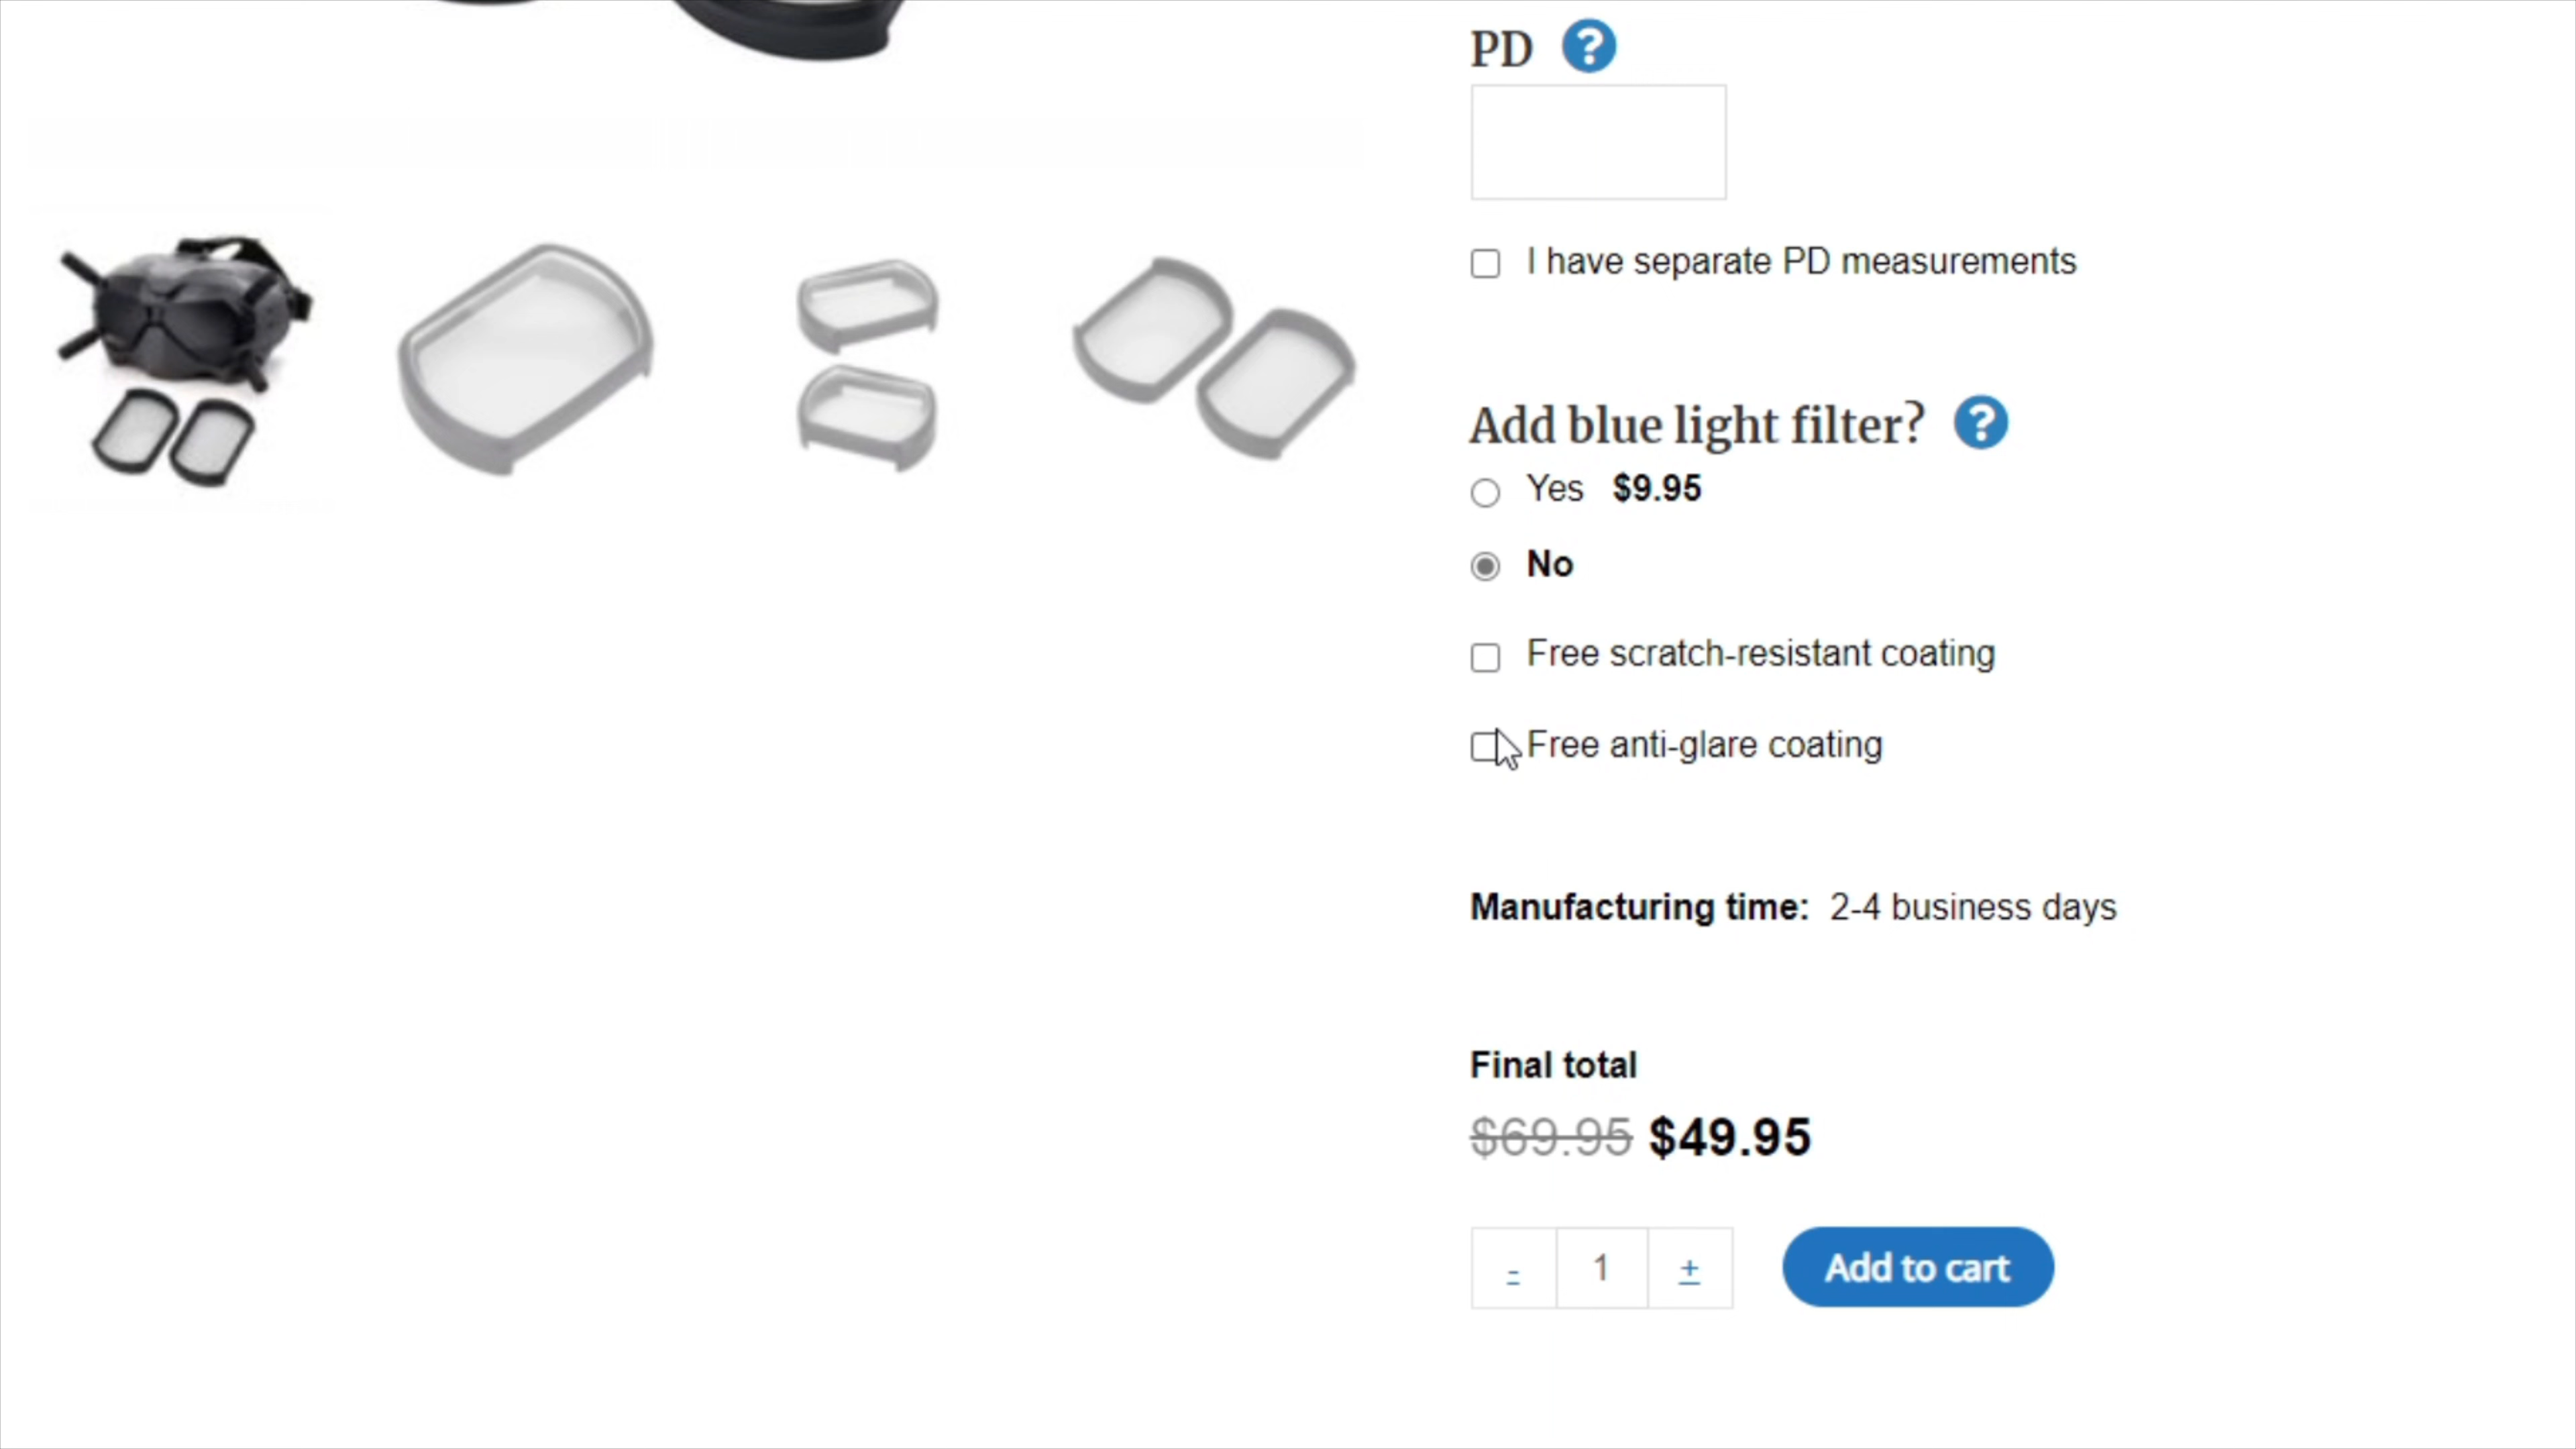 PD ?
I have separate PD measurements
Add blue light filter? ?
Yes $9.95
No
Free scratch-resistant coating
Free anti-glare coating
Manufacturing time: 2-4 business days
Final total
$69.95 $49.95
- 1 + Add to cart